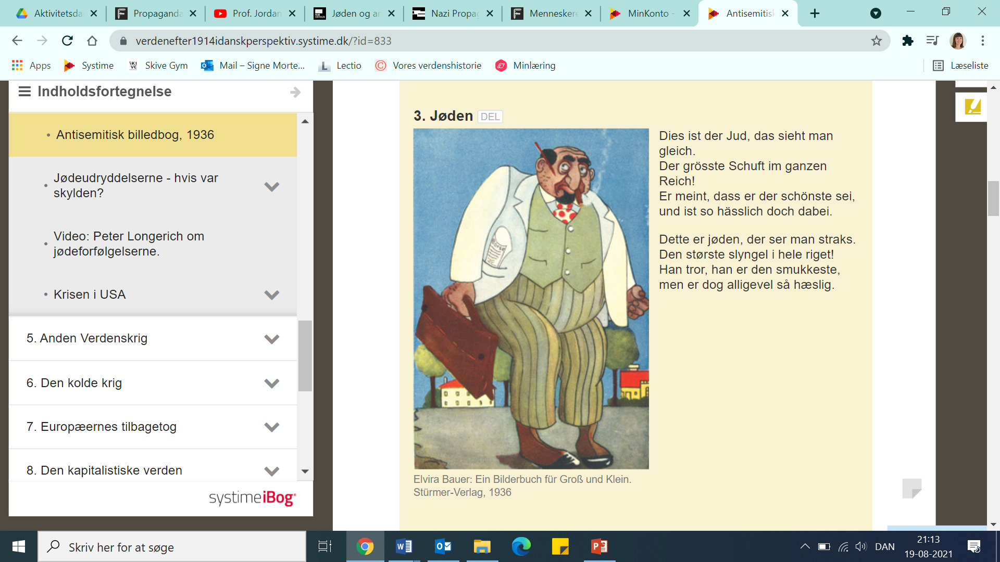 Aktivitetsda
Propaganda
Prof. Jordan
Jøden og a
Nazi Propag
Menneskere
MinKonto -
Antisemitisk
verdenefter1914idanskperspektiv.systime.dk/?id=833
Apps
Systime
Skive Gym
Mail – Signe Morte...
Lectio
Vores verdenshistorie
Minlæring
Læseliste
Indholdsfortegnelse
Antisemitisk billedbog, 1936
Jødeudryddelserne - hvis var
skylden?
Video: Peter Longerich om
jødeforfølgelserne.
Krisen i USA
5. Anden Verdenskrig
6. Den kolde krig
7. Europæernes tilbagetog
8. Den kapitalistiske verden
systime iBog
3. Jøden DEL
Dies ist der Jud, das sieht man
gleich.
Der grösste Schuft im ganzen
Reich!
Er meint, dass er der schönste sei,
und ist so hässlich doch dabei.
Dette er jøden, der ser man straks.
Den største slyngel i hele riget!
Han tror, han er den smukkeste,
men er dog alligevel så hæslig.
Elvira Bauer: Ein Bilderbuch für Groß und Klein.
Stürmer-Verlag, 1936
Skriv her for at søge
DAN
21:13
19-08-2021